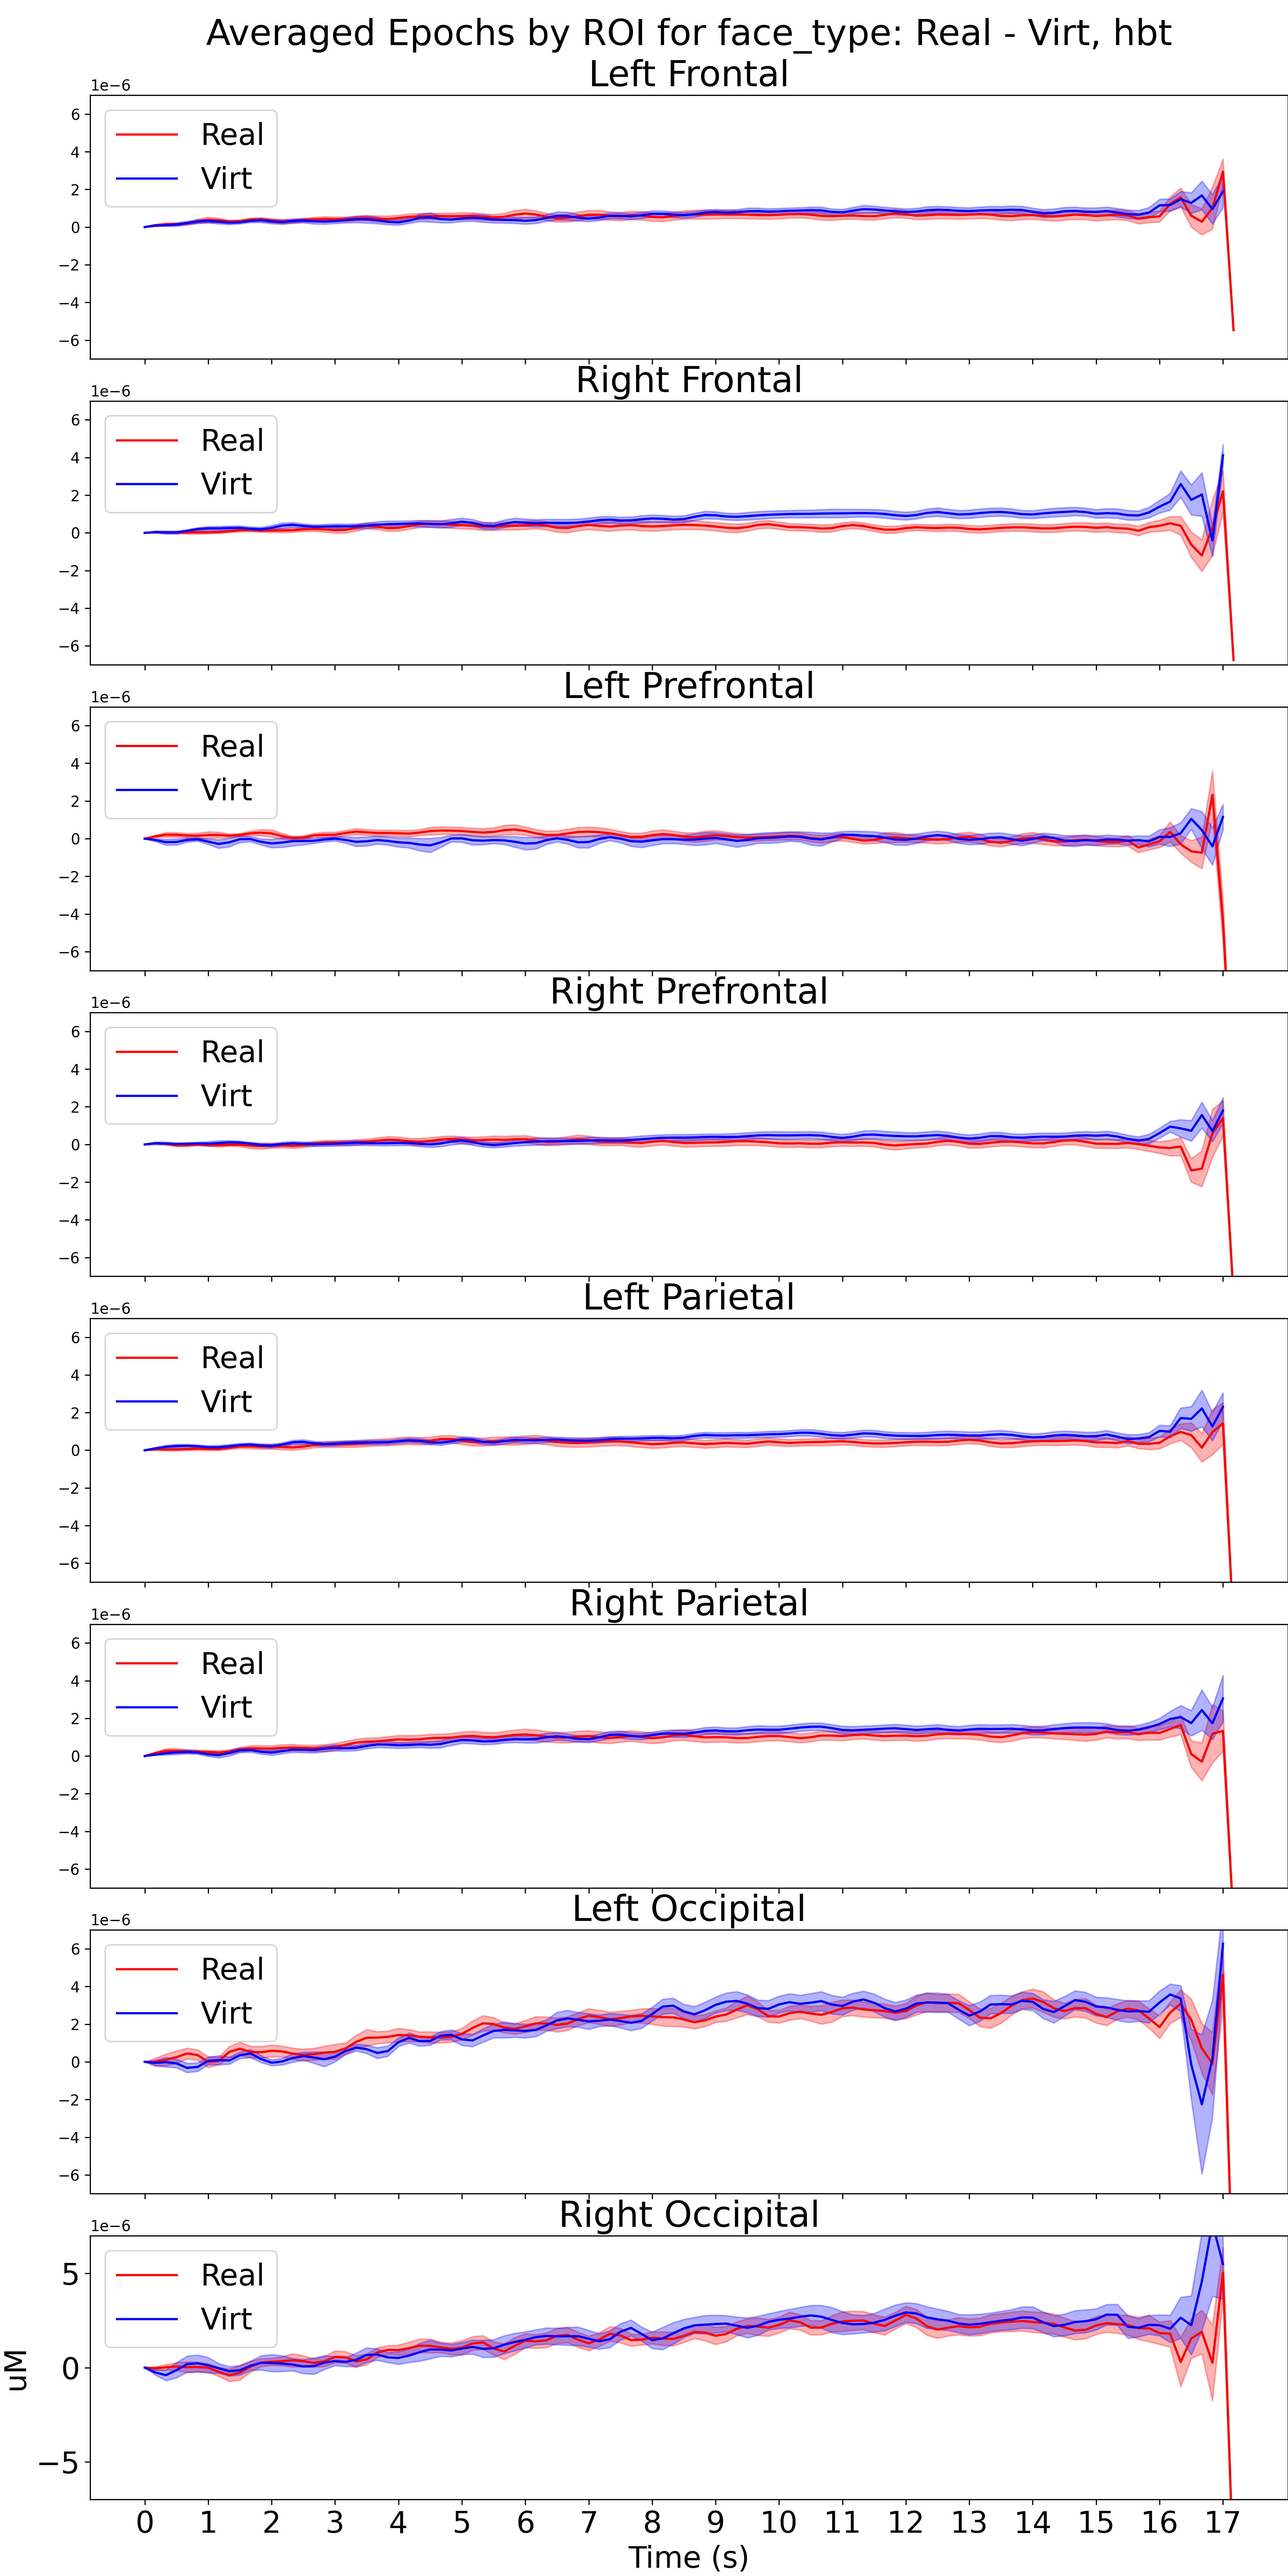 Averaged Epochs by ROI for face_type: Real - Virt, hbt
Left Frontal
1e−6
6
4
2
0
−2
−4
−6
Real
Virt
Right Frontal
1e−6
6
4
2
0
−2
−4
−6
Real
Virt
Left Prefrontal
1e−6
6
4
2
0
−2
−4
−6
Real
Virt
Right Prefrontal
1e−6
6
4
2
0
−2
−4
−6
Real
Virt
Left Parietal
1e−6
6
4
2
0
−2
−4
−6
Real
Virt
Right Parietal
1e−6
6
4
2
0
−2
−4
−6
Real
Virt
Left Occipital
1e−6
6
4
2
0
−2
−4
−6
Real
Virt
Right Occipital
1e−6
5
0
−5
uM
Real
Virt
0 1 2 3 4 5 6 7 8 9 10 11 12 13 14 15 16 17
Time (s)